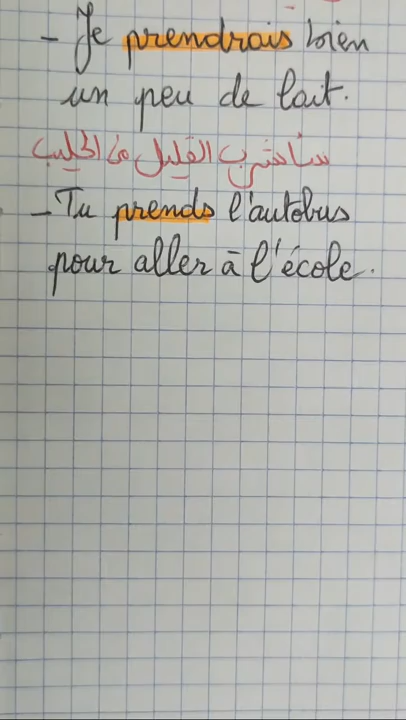 - Je prendrais bien
un peu de lait.
سأشرب القليل من الحليب
- Tu prends l'autobus
pour aller à l'école.